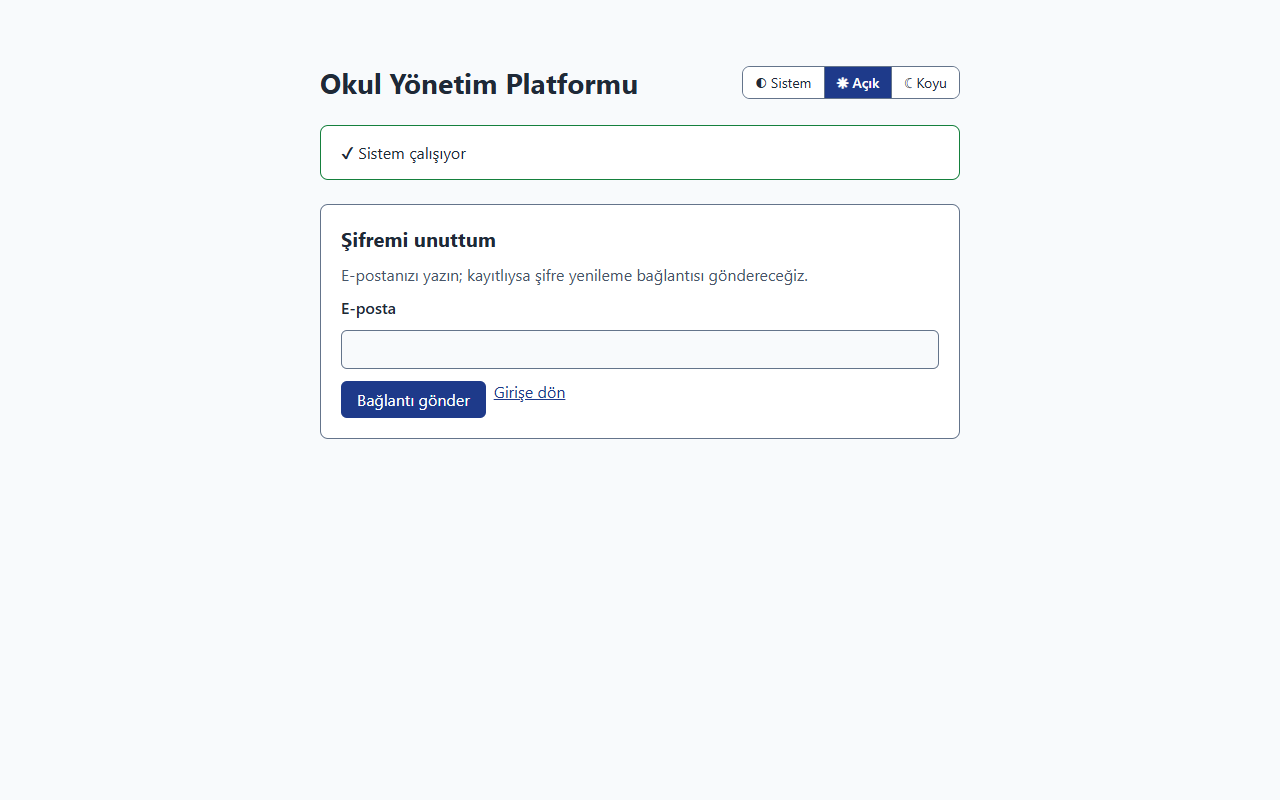 Okul Yönetim Platformu
◐ Sistem ✸ Açık ☾ Koyu
✓ Sistem çalışıyor
Şifremi unuttum
E-postanızı yazın; kayıtlıysa şifre yenileme bağlantısı göndereceğiz.
E-posta
Bağlantı gönder Girişe dön